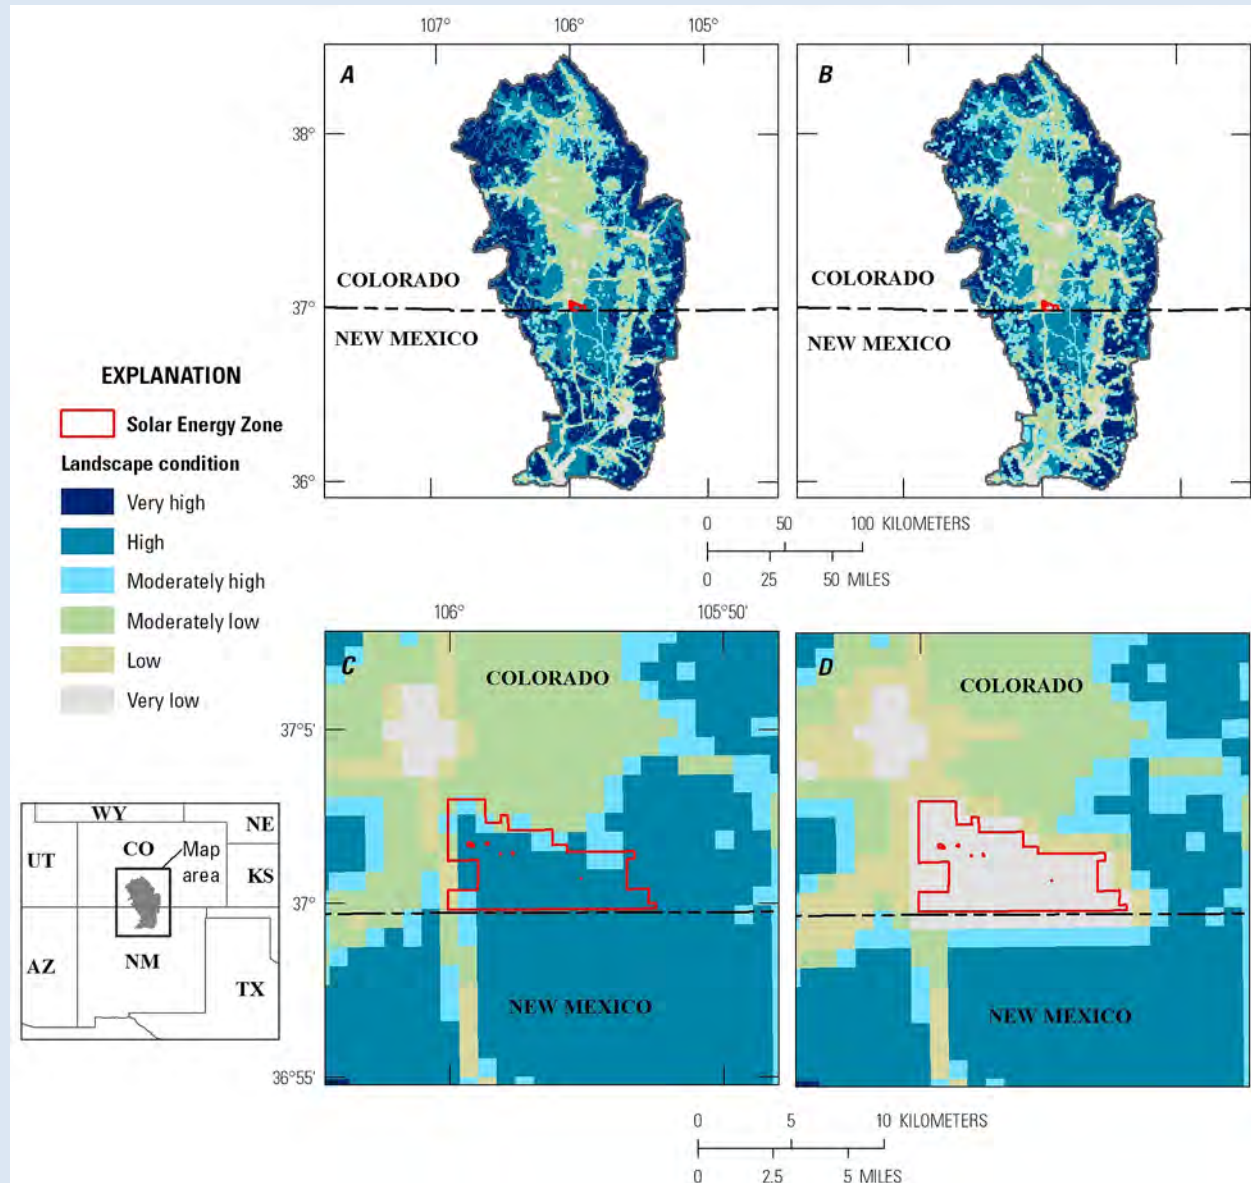 107°
106°
105°
A
B
38°
37°
36°
COLORADO
NEW MEXICO
COLORADO
NEW MEXICO
EXPLANATION
Solar Energy Zone
Landscape condition
Very high
High
Moderately high
Moderately low
Low
Very low
0 50 100 KILOMETERS
0 25 50 MILES
106°
105°50'
C
D
COLORADO
COLORADO
37°5'
37°
36°55'
NEW MEXICO
NEW MEXICO
WY
NE
UT
CO
Map
area
KS
AZ
NM
TX
0 5 10 KILOMETERS
0 2.5 5 MILES